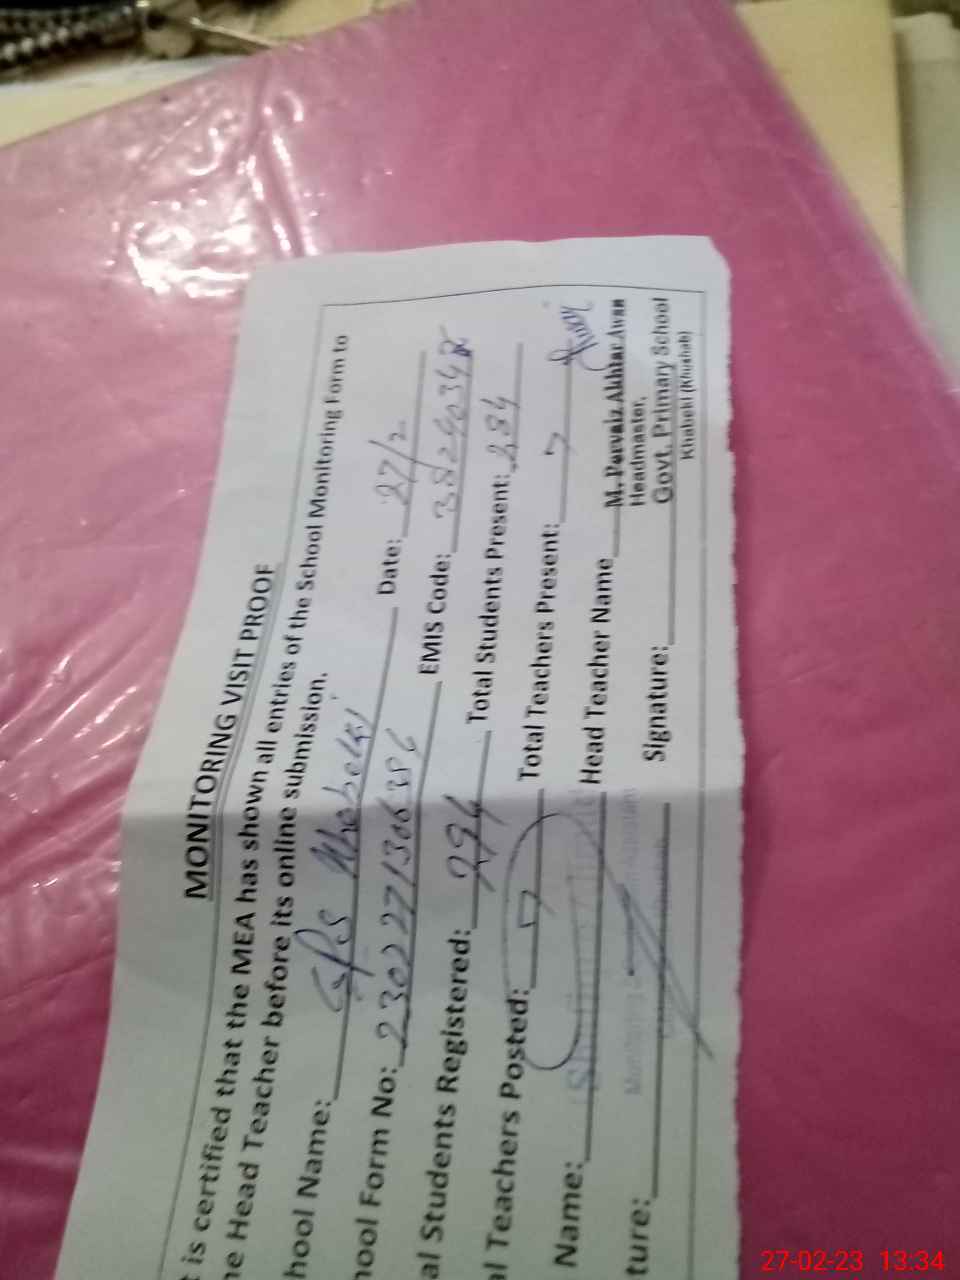 MONITORING VISIT PROOF
t is certified that the MEA has shown all entries of the School Monitoring Form to
he Head Teacher before its online submission.
hool Name: GPS Khabeki Date: 27/2
hool Form No: 2302271306286 EMIS Code:
al Students Registered: 294 Total Students Present: 284
al Teachers Posted: 7 Total Teachers Present: 7
Name: Head Teacher Name M. Pervaiz Akhtar Awan
Headmaster,
ture: Signature: Govt. Primary School
Khabeki (Khushab)
27-02-23 13:34